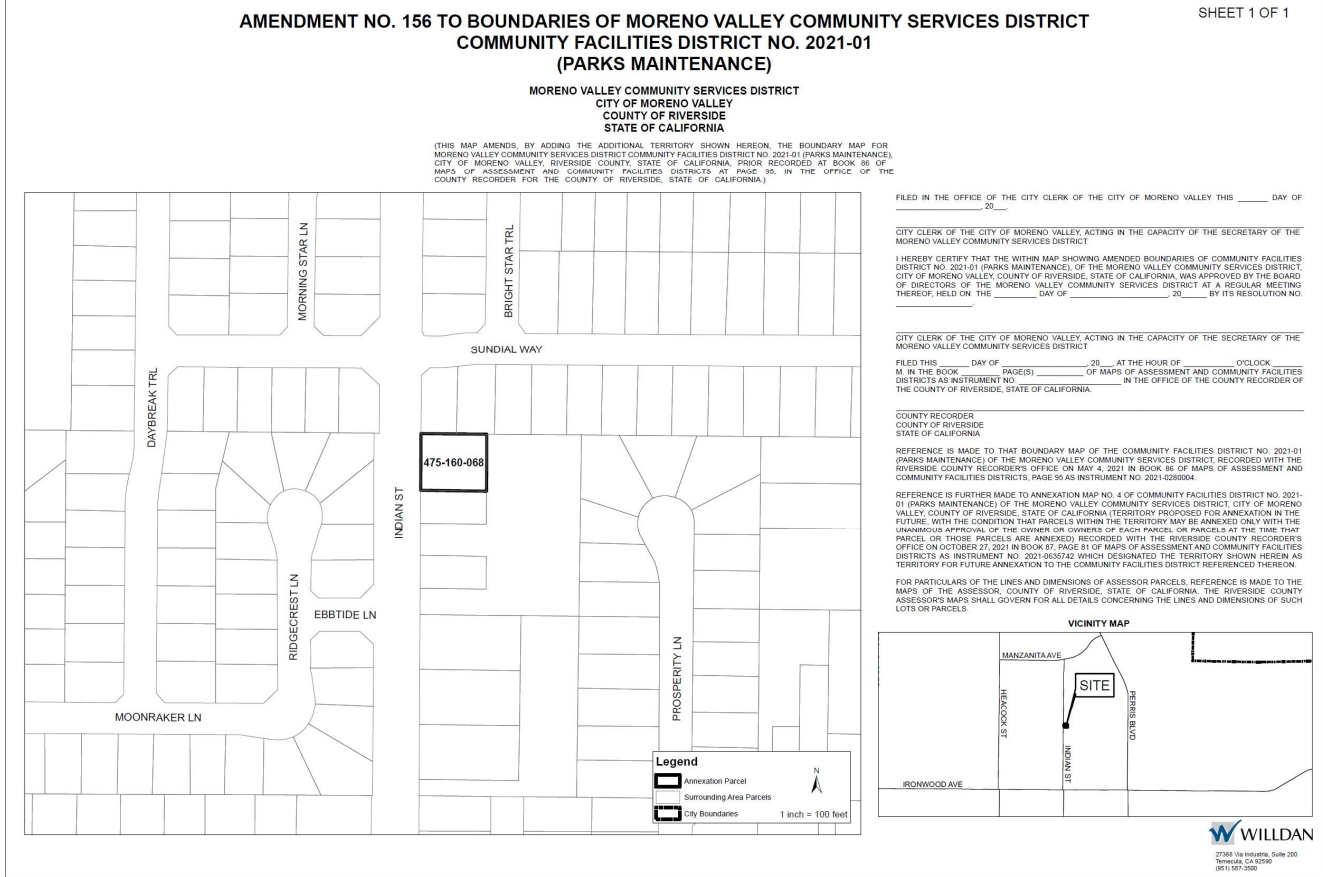 SHEET 1 OF 1
AMENDMENT NO. 156 TO BOUNDARIES OF MORENO VALLEY COMMUNITY SERVICES DISTRICT
COMMUNITY FACILITIES DISTRICT NO. 2021-01
(PARKS MAINTENANCE)
MORENO VALLEY COMMUNITY SERVICES DISTRICT
CITY OF MORENO VALLEY
COUNTY OF RIVERSIDE
STATE OF CALIFORNIA
(THIS MAP AMENDS, BY ADDING THE ADDITIONAL TERRITORY SHOWN HEREON, THE BOUNDARY MAP FOR
MORENO VALLEY COMMUNITY SERVICES DISTRICT COMMUNITY FACILITIES DISTRICT NO. 2021-01 (PARKS MAINTENANCE),
CITY OF MORENO VALLEY, RIVERSIDE COUNTY, STATE OF CALIFORNIA, PRIOR RECORDED AT BOOK 86 OF
MAPS OF ASSESSMENT AND COMMUNITY FACILITIES DISTRICTS AT PAGE 95, IN THE OFFICE OF THE
COUNTY RECORDER FOR THE COUNTY OF RIVERSIDE, STATE OF CALIFORNIA.)
MORNING STAR LN
BRIGHT STAR TRL
SUNDIAL WAY
DAYBREAK TRL
475-160-068
INDIAN ST
RIDGECREST LN
EBBTIDE LN
PROSPERITY LN
MOONRAKER LN
Legend
Annexation Parcel
Surrounding Area Parcels
City Boundaries
N
1 inch = 100 feet
FILED IN THE OFFICE OF THE CITY CLERK OF THE CITY OF MORENO VALLEY THIS ______ DAY OF
__________________, 20___.
CITY CLERK OF THE CITY OF MORENO VALLEY, ACTING IN THE CAPACITY OF THE SECRETARY OF THE
MORENO VALLEY COMMUNITY SERVICES DISTRICT
I HEREBY CERTIFY THAT THE WITHIN MAP SHOWING AMENDED BOUNDARIES OF COMMUNITY FACILITIES
DISTRICT NO. 2021-01 (PARKS MAINTENANCE), OF THE MORENO VALLEY COMMUNITY SERVICES DISTRICT,
CITY OF MORENO VALLEY, COUNTY OF RIVERSIDE, STATE OF CALIFORNIA, WAS APPROVED BY THE BOARD
OF DIRECTORS OF THE MORENO VALLEY COMMUNITY SERVICES DISTRICT AT A REGULAR MEETING
THEREOF, HELD ON THE _________ DAY OF _____________________, 20_____ BY ITS RESOLUTION NO.
________________.
CITY CLERK OF THE CITY OF MORENO VALLEY, ACTING IN THE CAPACITY OF THE SECRETARY OF THE
MORENO VALLEY COMMUNITY SERVICES DISTRICT
FILED THIS _______ DAY OF __________________, 20___, AT THE HOUR OF ___________ O'CLOCK ______
M. IN THE BOOK ________ PAGE(S) __________ OF MAPS OF ASSESSMENT AND COMMUNITY FACILITIES
DISTRICTS AS INSTRUMENT NO. ______________________ IN THE OFFICE OF THE COUNTY RECORDER OF
THE COUNTY OF RIVERSIDE, STATE OF CALIFORNIA.
COUNTY RECORDER
COUNTY OF RIVERSIDE
STATE OF CALIFORNIA
REFERENCE IS MADE TO THAT BOUNDARY MAP OF THE COMMUNITY FACILITIES DISTRICT NO. 2021-01
(PARKS MAINTENANCE) OF THE MORENO VALLEY COMMUNITY SERVICES DISTRICT, RECORDED WITH THE
RIVERSIDE COUNTY RECORDER'S OFFICE ON MAY 4, 2021 IN BOOK 86 OF MAPS OF ASSESSMENT AND
COMMUNITY FACILITIES DISTRICTS, PAGE 95 AS INSTRUMENT NO. 2021-0280004.
REFERENCE IS FURTHER MADE TO ANNEXATION MAP NO. 4 OF COMMUNITY FACILITIES DISTRICT NO. 2021-
01 (PARKS MAINTENANCE) OF THE MORENO VALLEY COMMUNITY SERVICES DISTRICT, CITY OF MORENO
VALLEY, COUNTY OF RIVERSIDE, STATE OF CALIFORNIA (TERRITORY PROPOSED FOR ANNEXATION IN THE
FUTURE, WITH THE CONDITION THAT PARCELS WITHIN THE TERRITORY MAY BE ANNEXED ONLY WITH THE
UNANIMOUS APPROVAL OF THE OWNER OR OWNERS OF EACH PARCEL OR PARCELS AT THE TIME THAT
PARCEL OR THOSE PARCELS ARE ANNEXED) RECORDED WITH THE RIVERSIDE COUNTY RECORDER'S
OFFICE ON OCTOBER 27, 2021 IN BOOK 87, PAGE 81 OF MAPS OF ASSESSMENT AND COMMUNITY FACILITIES
DISTRICTS AS INSTRUMENT NO. 2021-0635742 WHICH DESIGNATED THE TERRITORY SHOWN HEREIN AS
TERRITORY FOR FUTURE ANNEXATION TO THE COMMUNITY FACILITIES DISTRICT REFERENCED THEREON.
FOR PARTICULARS OF THE LINES AND DIMENSIONS OF ASSESSOR PARCELS, REFERENCE IS MADE TO THE
MAPS OF THE ASSESSOR, COUNTY OF RIVERSIDE, STATE OF CALIFORNIA. THE RIVERSIDE COUNTY
ASSESSOR'S MAPS SHALL GOVERN FOR ALL DETAILS CONCERNING THE LINES AND DIMENSIONS OF SUCH
LOTS OR PARCELS.
VICINITY MAP
MANZANITA AVE
SITE
HEACOCK ST
PERRIS BLVD
INDIAN ST
IRONWOOD AVE
WILLDAN
27368 Via Industria, Suite 200
Temecula, CA 92590
(951) 587-3500